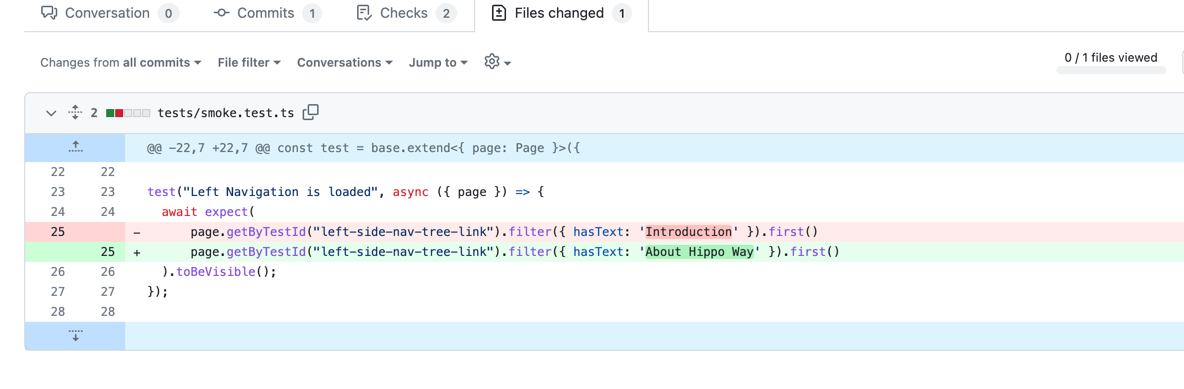 Conversation 0 Commits 1 Checks 2 Files changed 1
Changes from all commits File filter Conversations Jump to 0 / 1 files viewed
2 tests/smoke.test.ts
@@ -22,7 +22,7 @@ const test = base.extend<{ page: Page }>({
22 22
23 23 test("Left Navigation is loaded", async ({ page }) => {
24 24 await expect(
25 - page.getByTestId("left-side-nav-tree-link").filter({ hasText: 'Introduction' }).first()
25 + page.getByTestId("left-side-nav-tree-link").filter({ hasText: 'About Hippo Way' }).first()
26 26 ).toBeVisible();
27 27 });
28 28